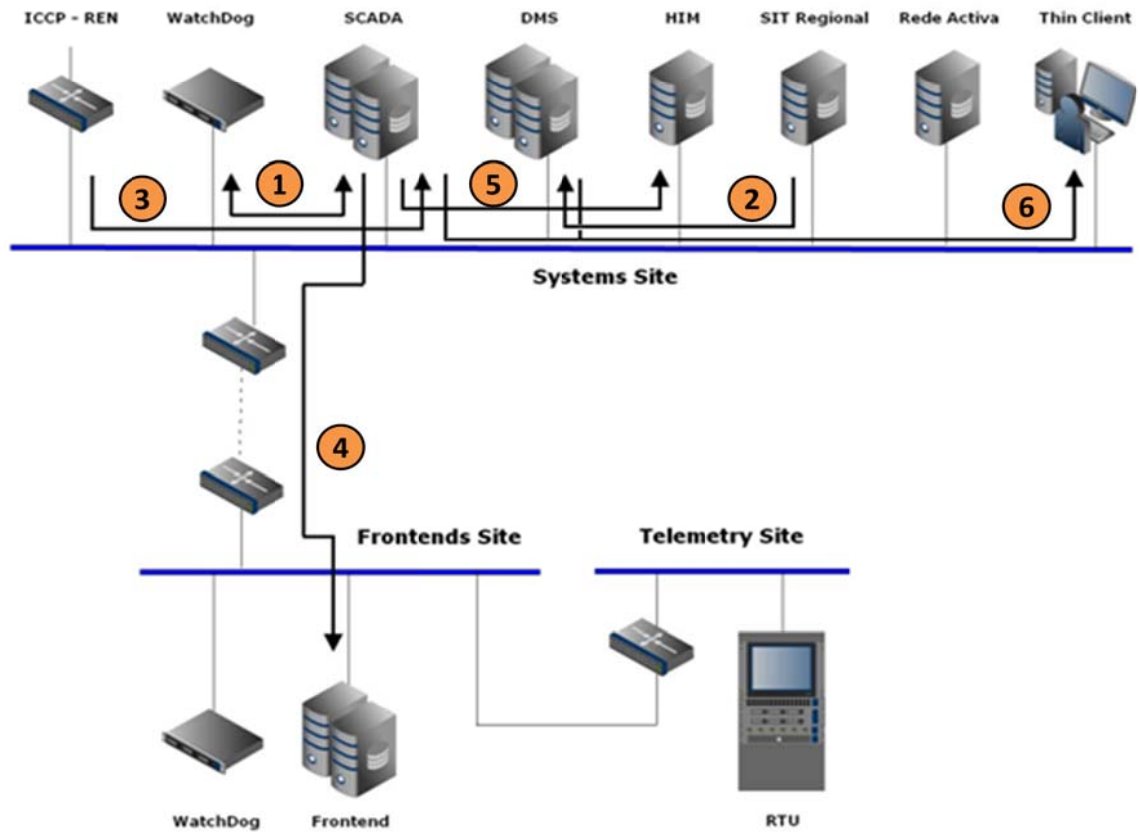 ICCP - REN WatchDog SCADA DMS HIM SIT Regional Rede Activa Thin Client
3 1 5 2 6
Systems Site
4
Frontends Site Telemetry Site
WatchDog Frontend RTU